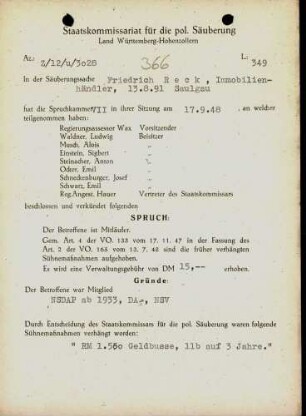 Staatskommissariat für die pol. Säuberung
Land Württemberg-Hohenzollern
Az: Z/12/u/3028 366 L: 349
In der Säuberungssache Friedrich Reck, Immobilien-
händler, 13.8.91 Saulgau
hat die Spruchkammer VII in ihrer Sitzung am 17.9.48 , an welcher
teilgenommen haben:
Regierungsassessor Wax Vorsitzender
Waldner, Ludwig Beisitzer
Mesch, Alois "
Einstein, Sigbert "
Steinacher, Anton "
Odem, Emil "
Schneckenburger, Josef "
Schwarz, Emil "
Reg.Angest. Hauer Vertreter des Staatskommissars
beschlossen und verkündet folgenden
SPRUCH:
Der Betroffene ist Mitläufer.
Gem. Art. 4 der VO. 133 vom 17. 11. 47 in der Fassung des
Art. 2 der VO. 165 vom 13. 7. 48 sind die früher verhängten
Sühnemaßnahmen aufgehoben.
Es wird eine Verwaltungsgebühr von DM 15,-- erhoben.
Gründe:
Der Betroffene war Mitglied
NSDAP ab 1933, DAF, NSV
Durch Entscheidung des Staatskommissars für die pol. Säuberung waren folgende
Sühnemaßnahmen verhängt worden:
" RM 1.500 Geldbusse, 11b auf 3 Jahre."